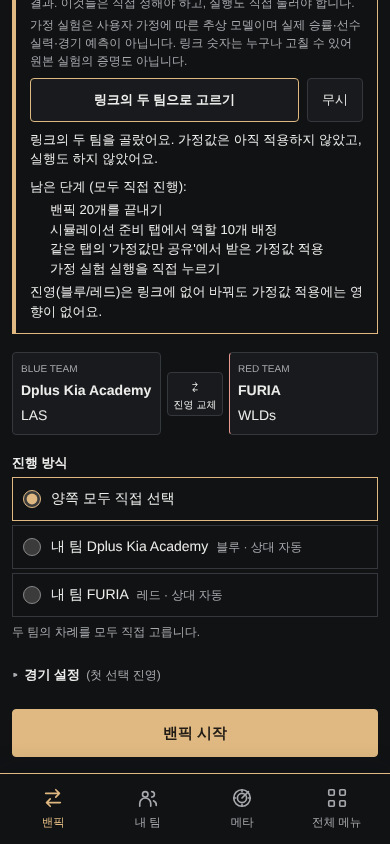 결과. 이것들은 직접 정해야 하고, 실행도 직접 눌러야 합니다.
가정 실험은 사용자 가정에 따른 추상 모델이며 실제 승률·선수
실력·경기 예측이 아닙니다. 링크 숫자는 누구나 고칠 수 있어
원본 실험의 증명도 아닙니다.
링크의 두 팀으로 고르기
무시
링크의 두 팀을 골랐어요. 가정값은 아직 적용하지 않았고,
실행도 하지 않았어요.
남은 단계 (모두 직접 진행):
밴픽 20개를 끝내기
시뮬레이션 준비 탭에서 역할 10개 배정
같은 탭의 '가정값만 공유'에서 받은 가정값 적용
가정 실험 실행을 직접 누르기
진영(블루/레드)은 링크에 없어 바꿔도 가정값 적용에는 영
향이 없어요.
BLUE TEAM
Dplus Kia Academy
LAS
진영 교체
RED TEAM
FURIA
WLDs
진행 방식
양쪽 모두 직접 선택
내 팀 Dplus Kia Academy 블루 · 상대 자동
내 팀 FURIA 레드 · 상대 자동
두 팀의 차례를 모두 직접 고릅니다.
경기 설정 (첫 선택 진영)
밴픽 시작
밴픽
내 팀
메타
전체 메뉴